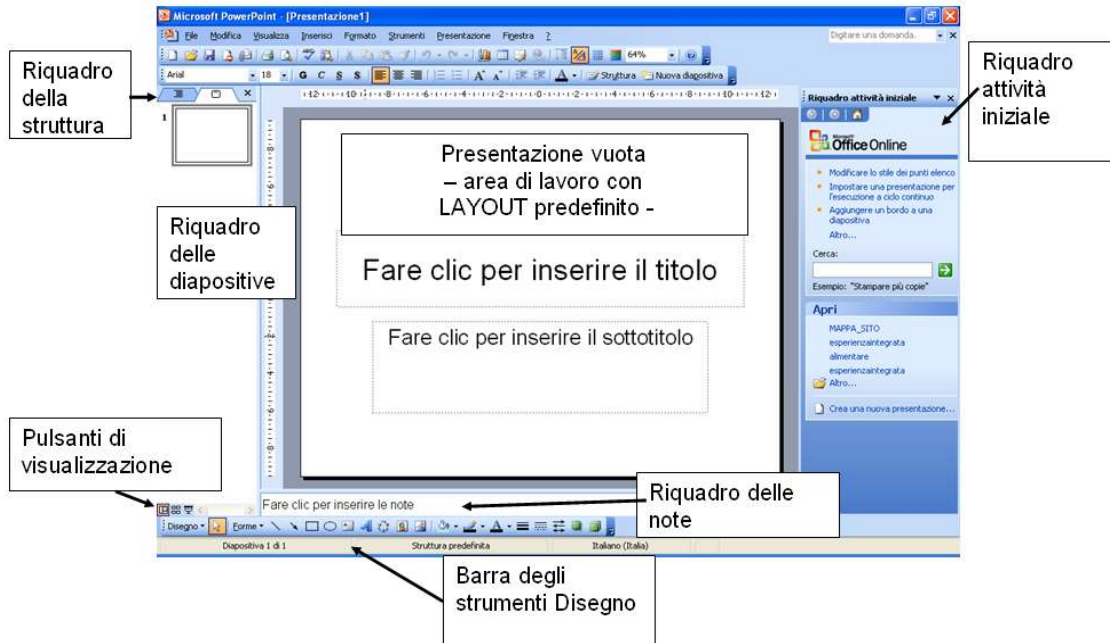 Microsoft PowerPoint - [Presentazione1]
File Modifica Visualizza Inserisci Formato Strumenti Presentazione Finestra ?
Digitare una domanda.
64%
Arial 18 G C S S Struttura Nuova diapositiva
Riquadro
della
struttura
1
Riquadro
delle
diapositive
Presentazione vuota
– area di lavoro con
LAYOUT predefinito -
Fare clic per inserire il titolo
Fare clic per inserire il sottotitolo
Riquadro attività iniziale
Microsoft
Office Online
Modificare lo stile dei punti elenco
Impostare una presentazione per
l'esecuzione a ciclo continuo
Aggiungere un bordo a una
diapositiva
Altro...
Cerca:
Esempio: "Stampare più copie"
Apri
MAPPA_SITO
esperienzaintegrata
alimentare
esperienzaintegrata
Altro...
Crea una nuova presentazione...
Riquadro
attività
iniziale
Pulsanti di
visualizzazione
Fare clic per inserire le note
Riquadro delle
note
Disegno Forme
Diapositiva 1 di 1 Struttura predefinita Italiano (Italia)
Barra degli
strumenti Disegno